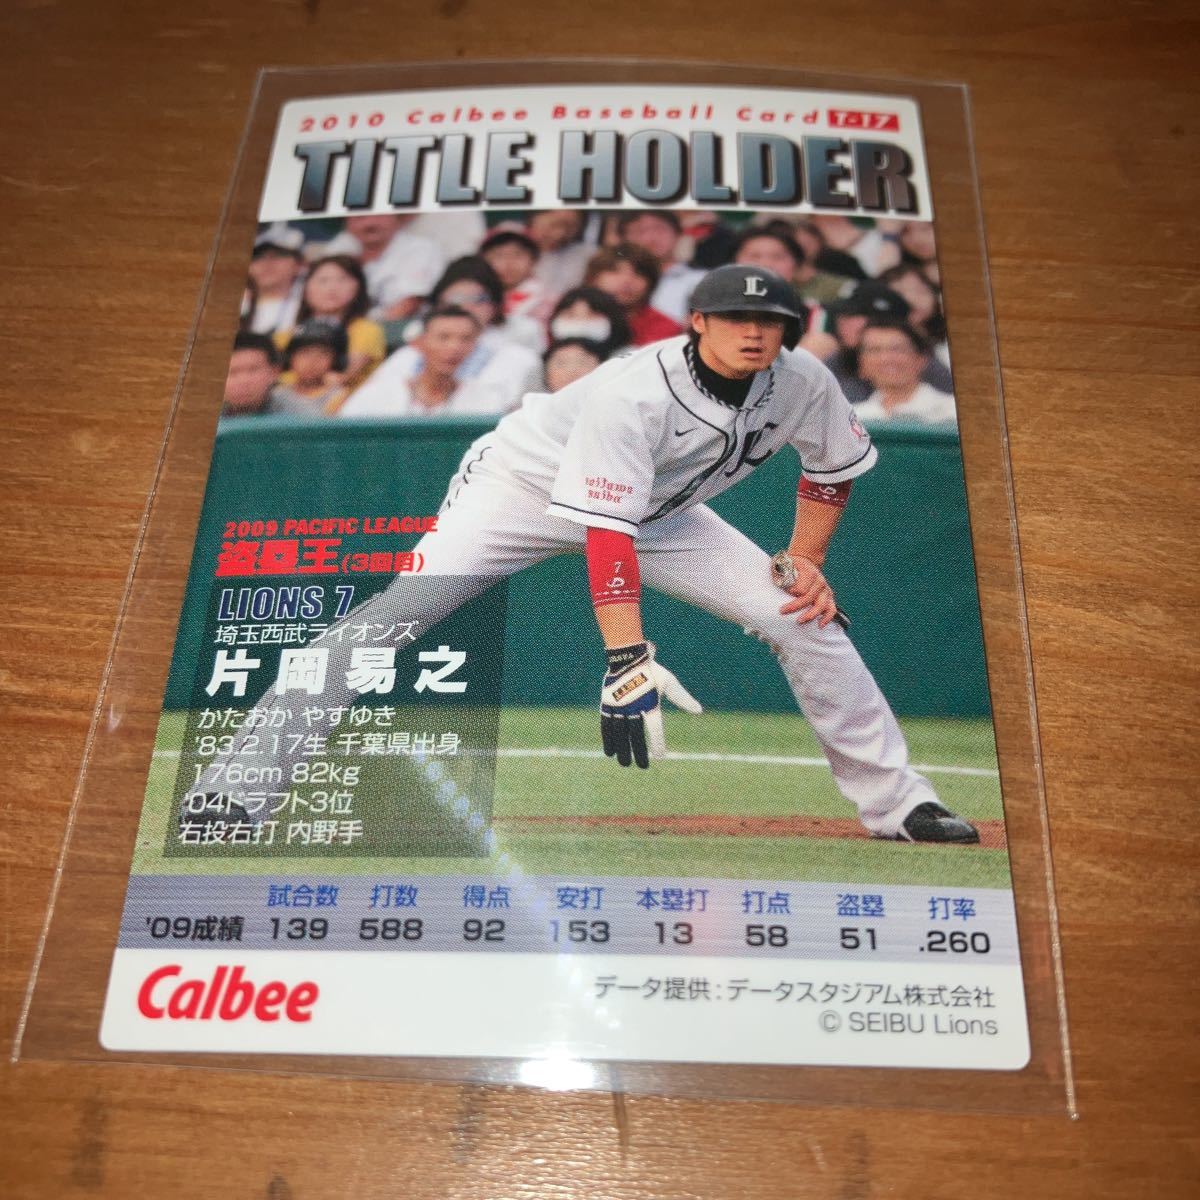 2010 Calbee Baseball Card T-17
TITLE HOLDER
L
7
2009 PACIFIC LEAGUE
盗塁王(3回目)
LIONS 7
埼玉西武ライオンズ
片岡易之
かたおか やすゆき
'83.2.17生 千葉県出身
176cm 82kg
'04ドラフト3位
右投右打 内野手
試合数 打数 得点 安打 本塁打 打点 盗塁 打率
'09成績 139 588 92 153 13 58 51 .260
Calbee
データ提供:データスタジアム株式会社
© SEIBU Lions